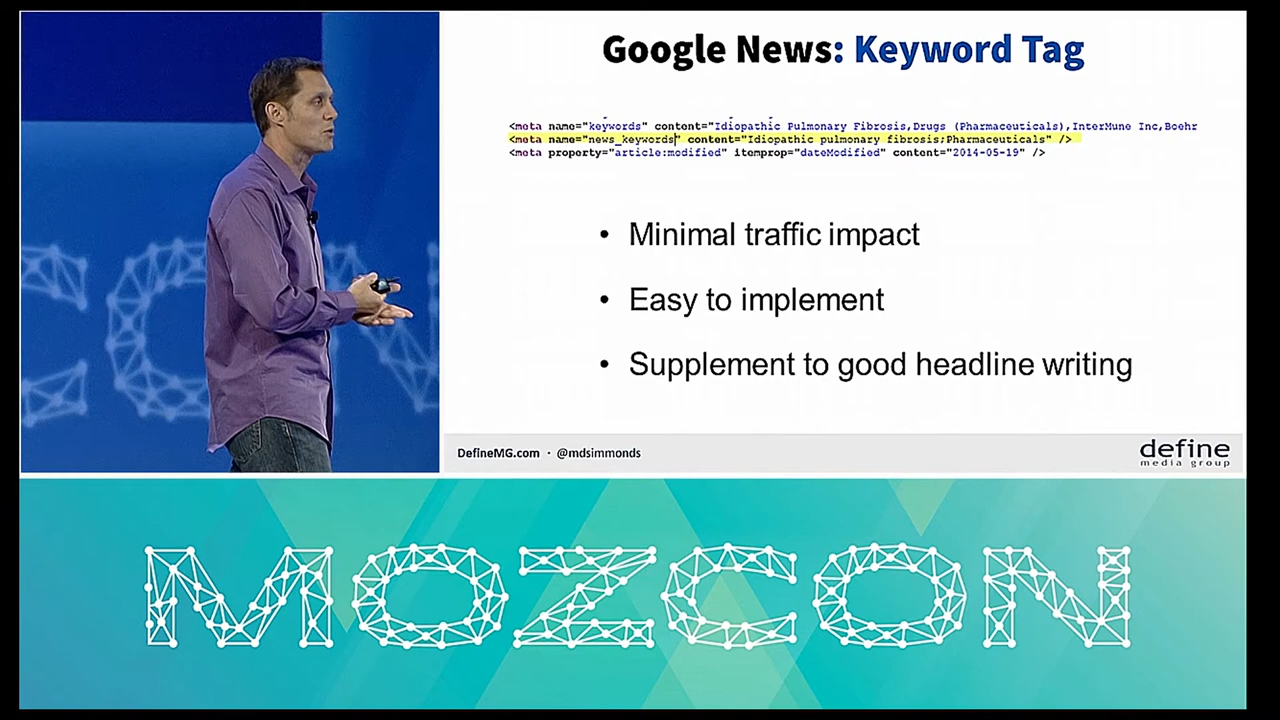 Google News: Keyword Tag
<meta name="keywords" content="Idiopathic Pulmonary Fibrosis,Drugs (Pharmaceuticals),InterMune Inc,Boehr
<meta name="news_keywords" content="Idiopathic pulmonary fibrosis;Pharmaceuticals" />
<meta property="article:modified" itemprop="dateModified" content="2014-05-19" />
• Minimal traffic impact
• Easy to implement
• Supplement to good headline writing
DefineMG.com · @mdsimmonds
define
media group
MOZCON